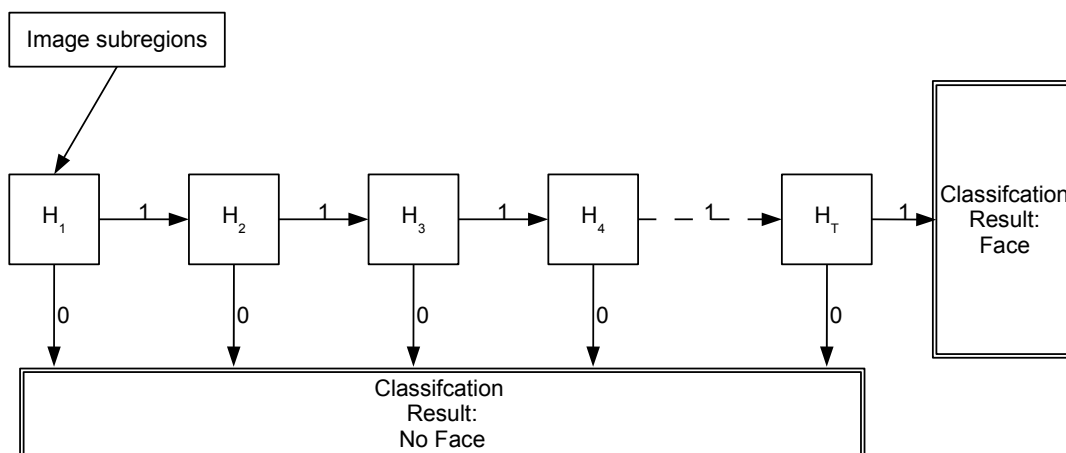 Image subregions
H1
1
H2
1
H3
1
H4
1
HT
1
Classifcation
Result:
Face
0
0
0
0
0
Classifcation
Result:
No Face